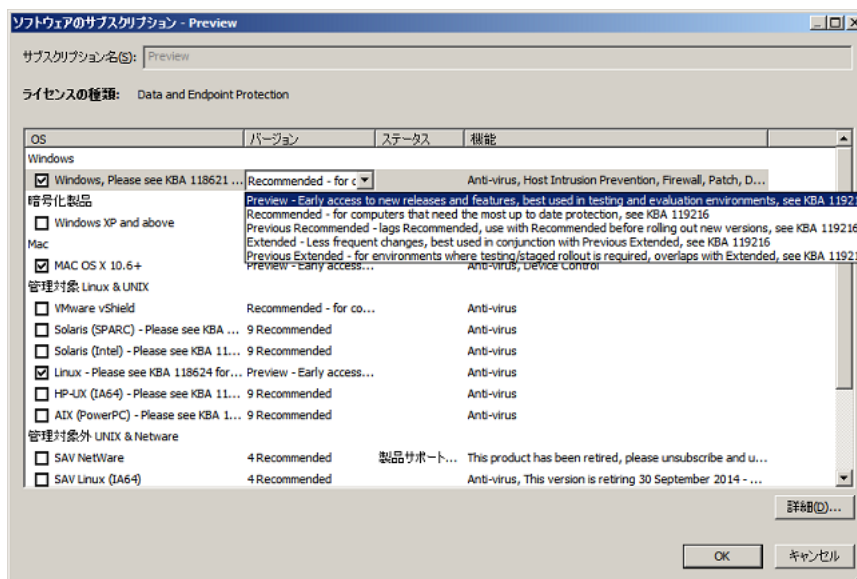 ソフトウェアのサブスクリプション - Preview
サブスクリプション名(S): Preview
ライセンスの種類: Data and Endpoint Protection
OS バージョン ステータス 機能
Windows
Windows, Please see KBA 118621 ... Recommended - for c Anti-virus, Host Intrusion Prevention, Firewall, Patch, D...
Preview - Early access to new releases and features, best used in testing and evaluation environments, see KBA 11921
Recommended - for computers that need the most up to date protection, see KBA 119216
Previous Recommended - lags Recommended, use with Recommended before rolling out new versions, see KBA 119216
Extended - Less frequent changes, best used in conjunction with Previous Extended, see KBA 119216
Previous Extended - for environments where testing/staged rollout is required, overlaps with Extended, see KBA 11921
暗号化製品
Windows XP and above
Mac
MAC OS X 10.6+ Preview - Early access... Anti-virus, Device Control
管理対象 Linux & UNIX
VMware vShield Recommended - for co... Anti-virus
Solaris (SPARC) - Please see KBA ... 9 Recommended Anti-virus
Solaris (Intel) - Please see KBA 11... 9 Recommended Anti-virus
Linux - Please see KBA 118624 for... Preview - Early access... Anti-virus
HP-UX (IA64) - Please see KBA 11... 9 Recommended Anti-virus
AIX (PowerPC) - Please see KBA 1... 9 Recommended Anti-virus
管理対象外 UNIX & Netware
SAV NetWare 4 Recommended 製品サポート... This product has been retired, please unsubscribe and u...
SAV Linux (IA64) 4 Recommended Anti-virus, This version is retiring 30 September 2014 - ...
詳細(D)...
OK キャンセル